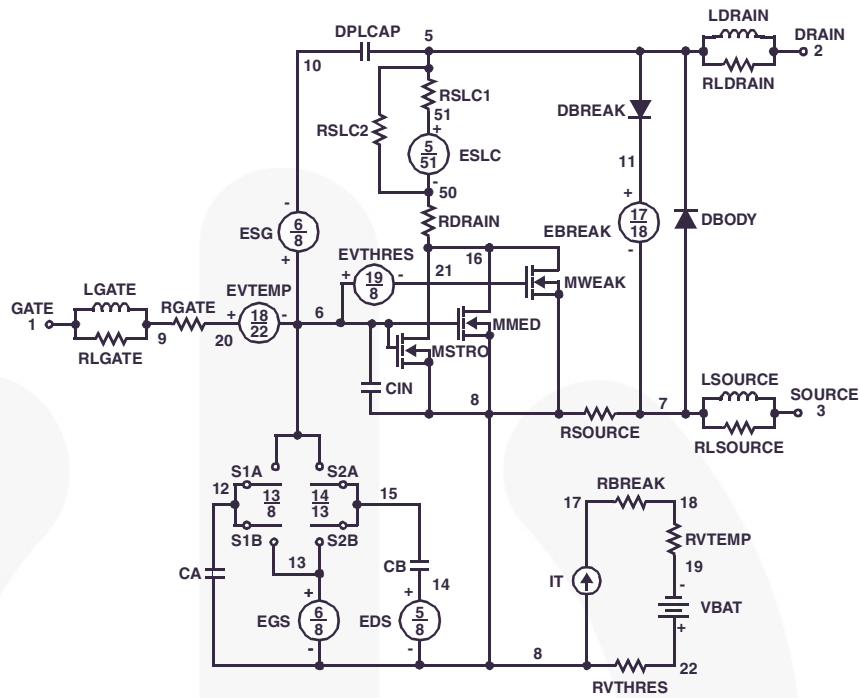 LDRAIN
DPLCAP 5 DRAIN
10 2
RLDRAIN
RSLC1
DBREAK
51
RSLC2 +
5
51 ESLC
11
-
50
- +
17
18
RDRAIN DBODY
6
8
ESG EBREAK
EVTHRES 16
+ 21 -
+ 19
8 - MWEAK
LGATE EVTEMP
GATE RGATE 6
1 + 18
22 - MMED
9 20
MSTRO
RLGATE
LSOURCE
CIN SOURCE
8 7
3
RSOURCE
RLSOURCE
S1A S2A
12 RBREAK
13
8
14
13
15 17 18
S1B S2B RVTEMP
13 CB 19
CA IT -
14
+ + VBAT
6
8
5
8
EGS EDS +
- -
8 22
RVTHRES